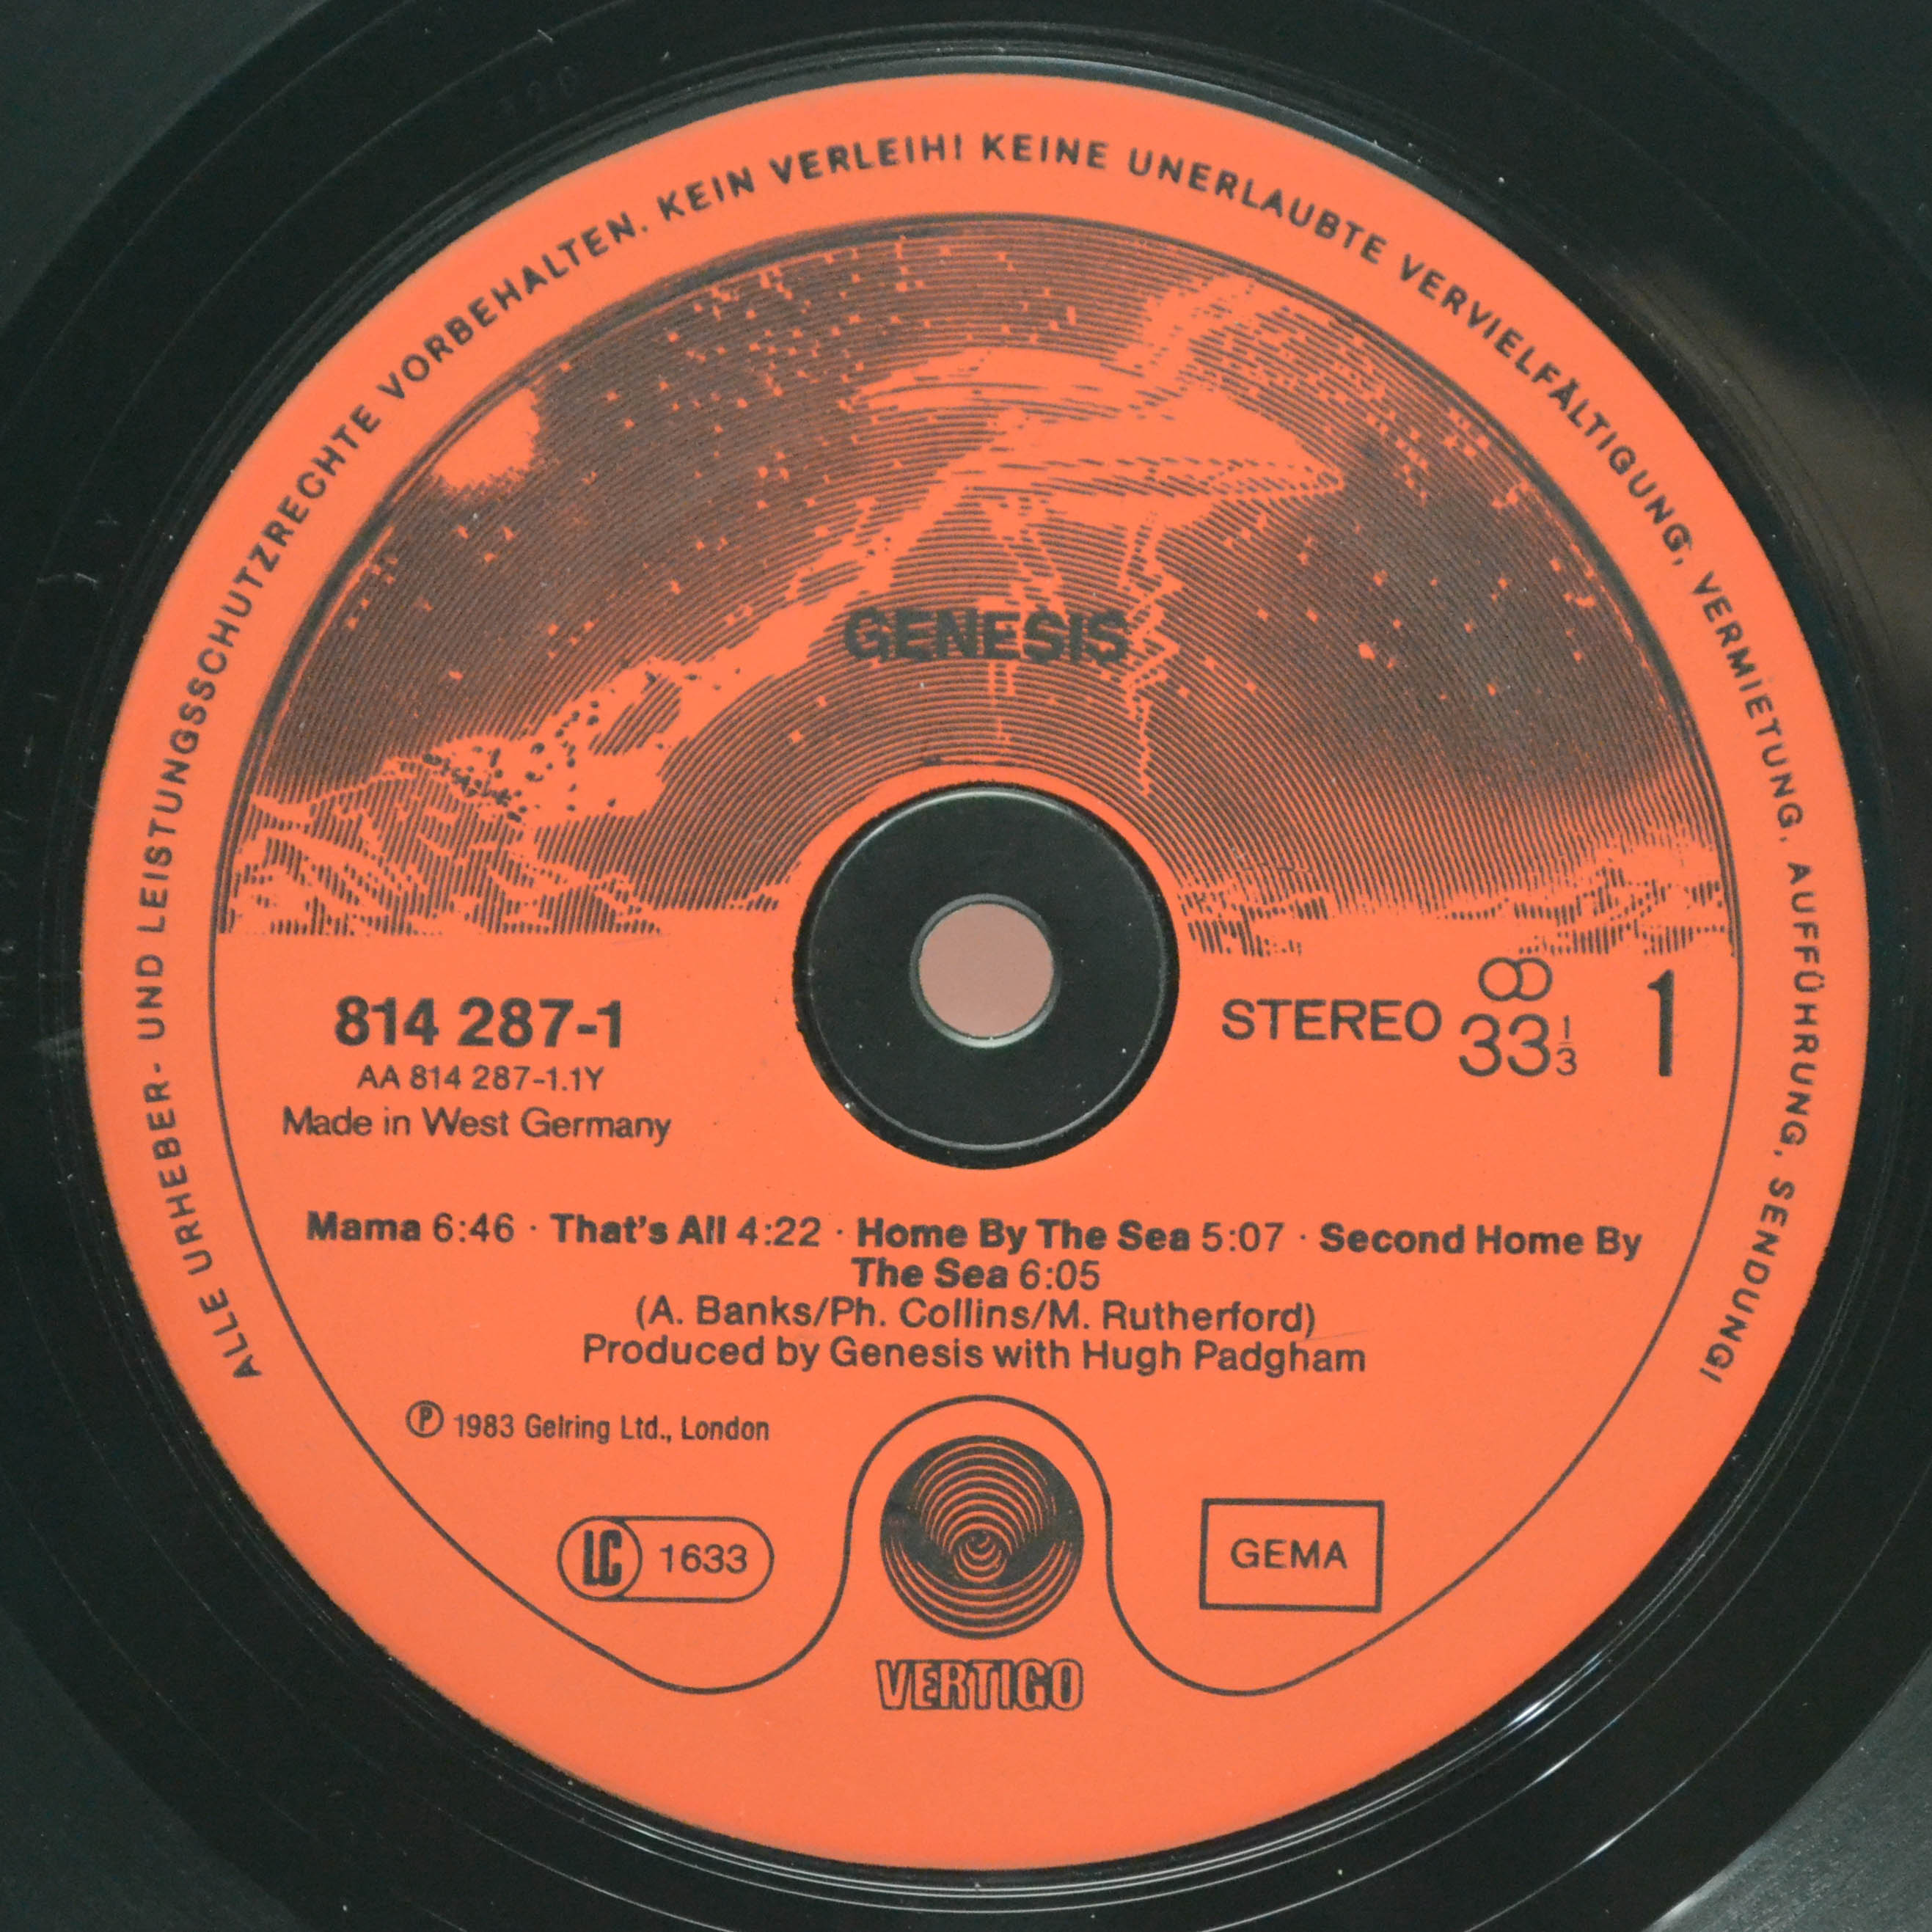 ALLE URHEBER- UND LEISTUNGSSCHUTZRECHTE VORBEHALTEN. KEIN VERLEIH! KEINE UNERLAUBTE VERVIELFÄLTIGUNG, VERMIETUNG, AUFFÜHRUNG, SENDUNG!
GENESIS
814 287-1
AA 814 287-1.1Y
Made in West Germany
STEREO 33 1/3
1
Mama 6:46 · That's All 4:22 · Home By The Sea 5:07 · Second Home By
The Sea 6:05
(A. Banks/Ph. Collins/M. Rutherford)
Produced by Genesis with Hugh Padgham
℗ 1983 Gelring Ltd., London
LC 1633
GEMA
VERTIGO